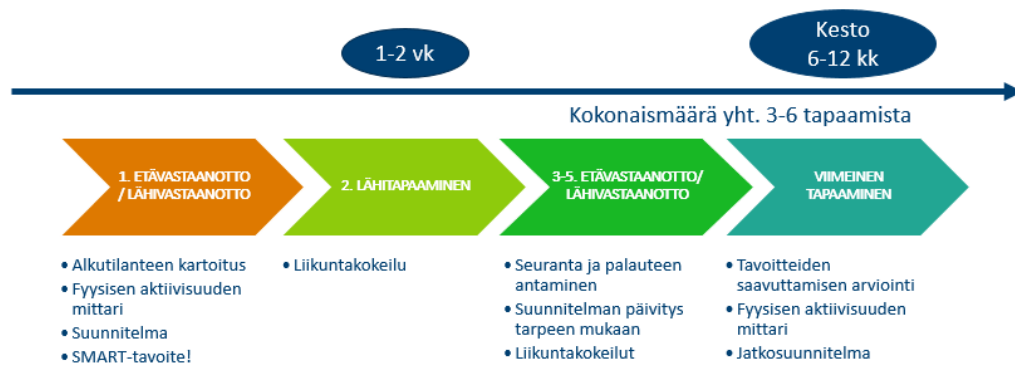 1-2 vk
Kesto
6-12 kk
Kokonaismäärä yht. 3-6 tapaamista
1. ETÄVASTAANOTTO
/ LÄHIVASTAANOTTO
2. LÄHITAPAAMINEN
3-5. ETÄVASTAANOTTO/
LÄHIVASTAANOTTO
VIIMEINEN
TAPAAMINEN
• Alkutilanteen kartoitus
• Fyysisen aktiivisuuden
mittari
• Suunnitelma
• SMART-tavoite!
• Liikuntakokeilu
• Seuranta ja palauteen
antaminen
• Suunnitelman päivitys
tarpeen mukaan
• Liikuntakokeilut
• Tavoitteiden
saavuttamisen arviointi
• Fyysisen aktiivisuuden
mittari
• Jatkosuunnitelma